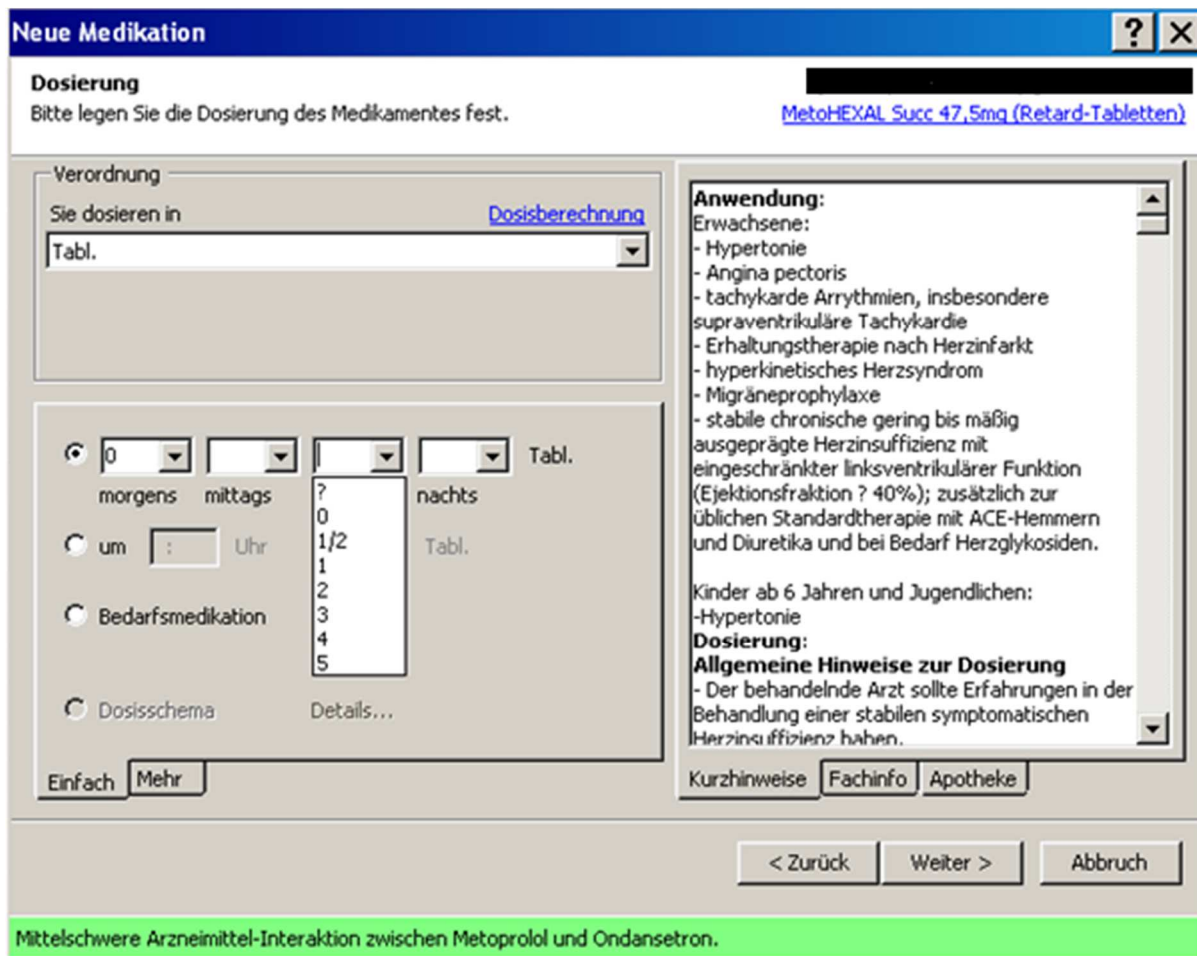 Neue Medikation
Dosierung
Bitte legen Sie die Dosierung des Medikamentes fest.
MetoHEXAL Succ 47,5mg (Retard-Tabletten)
Verordnung
Sie dosieren in
Dosisberechnung
Tabl.
0
Tabl.
morgens mittags nachts
?
0
1/2
1
2
3
4
5
um : Uhr Tabl.
Bedarfsmedikation
Dosisschema Details...
Einfach Mehr
Anwendung:
Erwachsene:
- Hypertonie
- Angina pectoris
- tachykarde Arrythmien, insbesondere
supraventrikuläre Tachykardie
- Erhaltungstherapie nach Herzinfarkt
- hyperkinetisches Herzsyndrom
- Migräneprophylaxe
- stabile chronische gering bis mäßig
ausgeprägte Herzinsuffizienz mit
eingeschränkter linksventrikulärer Funktion
(Ejektionsfraktion ? 40%); zusätzlich zur
üblichen Standardtherapie mit ACE-Hemmern
und Diuretika und bei Bedarf Herzglykosiden.
Kinder ab 6 Jahren und Jugendlichen:
-Hypertonie
Dosierung:
Allgemeine Hinweise zur Dosierung
- Der behandelnde Arzt sollte Erfahrungen in der
Behandlung einer stabilen symptomatischen
Herzinsuffizienz haben.
Kurzhinweise Fachinfo Apotheke
< Zurück Weiter > Abbruch
Mittelschwere Arzneimittel-Interaktion zwischen Metoprolol und Ondansetron.